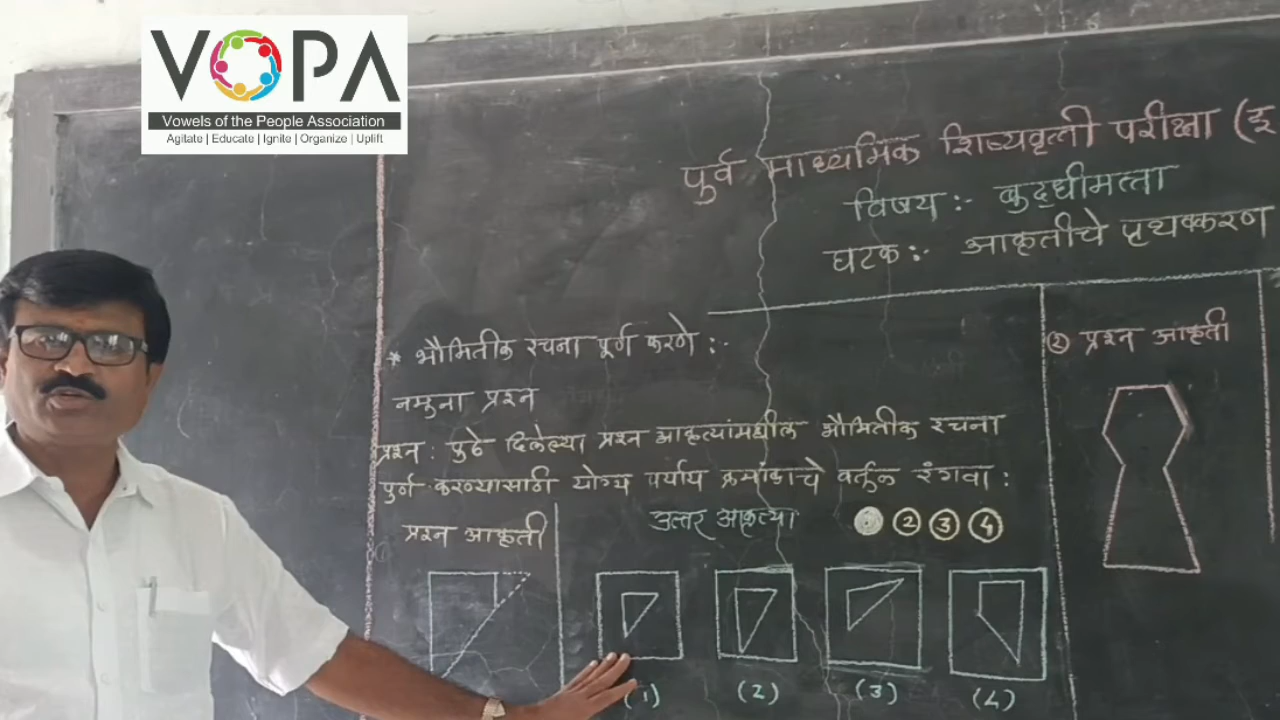 VOPA
Vowels of the People Association
Agitate | Educate | Ignite | Organize | Uplift
पुर्व माध्यमिक शिष्यवृत्ती परीक्षा (इ
विषय :- बुद्धीमत्ता
घटक :- आकृतीचे पृथक्करण
* भौमितीक रचना पूर्ण करणे :-
नमुना प्रश्न
प्रश्न : पुढे दिलेल्या प्रश्न आकृत्यांमधील भौमितीक रचना
पुर्ण करण्यासाठी योग्य पर्याय क्रमांकाचे वर्तुळ रंगवा :
प्रश्न आकृती
उत्तर आकृत्या ② ③ ④
(1) (2) (3) (4)
② प्रश्न आकृती